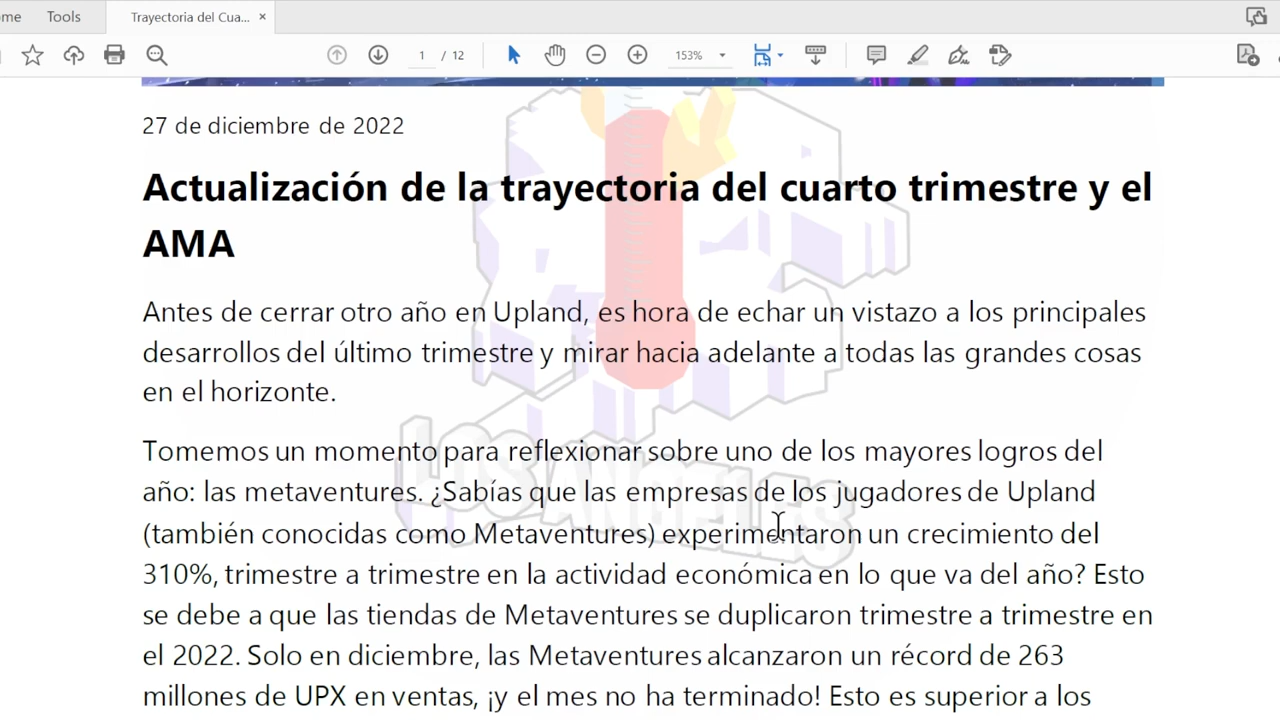 ome Tools Trayectoria del Cua... ×
1 / 12 153%
27 de diciembre de 2022
Actualización de la trayectoria del cuarto trimestre y el
AMA
Antes de cerrar otro año en Upland, es hora de echar un vistazo a los principales
desarrollos del último trimestre y mirar hacia adelante a todas las grandes cosas
en el horizonte.
Tomemos un momento para reflexionar sobre uno de los mayores logros del
año: las metaventures. ¿Sabías que las empresas de los jugadores de Upland
(también conocidas como Metaventures) experimentaron un crecimiento del
310%, trimestre a trimestre en la actividad económica en lo que va del año? Esto
se debe a que las tiendas de Metaventures se duplicaron trimestre a trimestre en
el 2022. Solo en diciembre, las Metaventures alcanzaron un récord de 263
millones de UPX en ventas, ¡y el mes no ha terminado! Esto es superior a los
LOS ANGELES